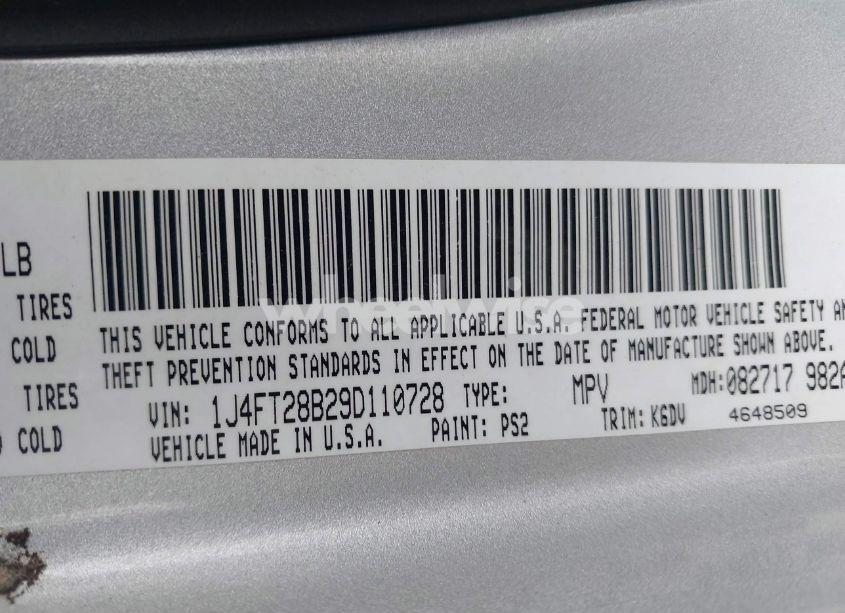 LB
TIRES
COLD
TIRES
COLD
wheelwise
THIS VEHICLE CONFORMS TO ALL APPLICABLE U.S.A. FEDERAL MOTOR VEHICLE SAFETY AN
THEFT PREVENTION STANDARDS IN EFFECT ON THE DATE OF MANUFACTURE SHOWN ABOVE.
VIN: 1J4FT28B29D110728 TYPE: MPV MDH:082717 982A
VEHICLE MADE IN U.S.A. PAINT: PS2 TRIM: K6DV 4648509